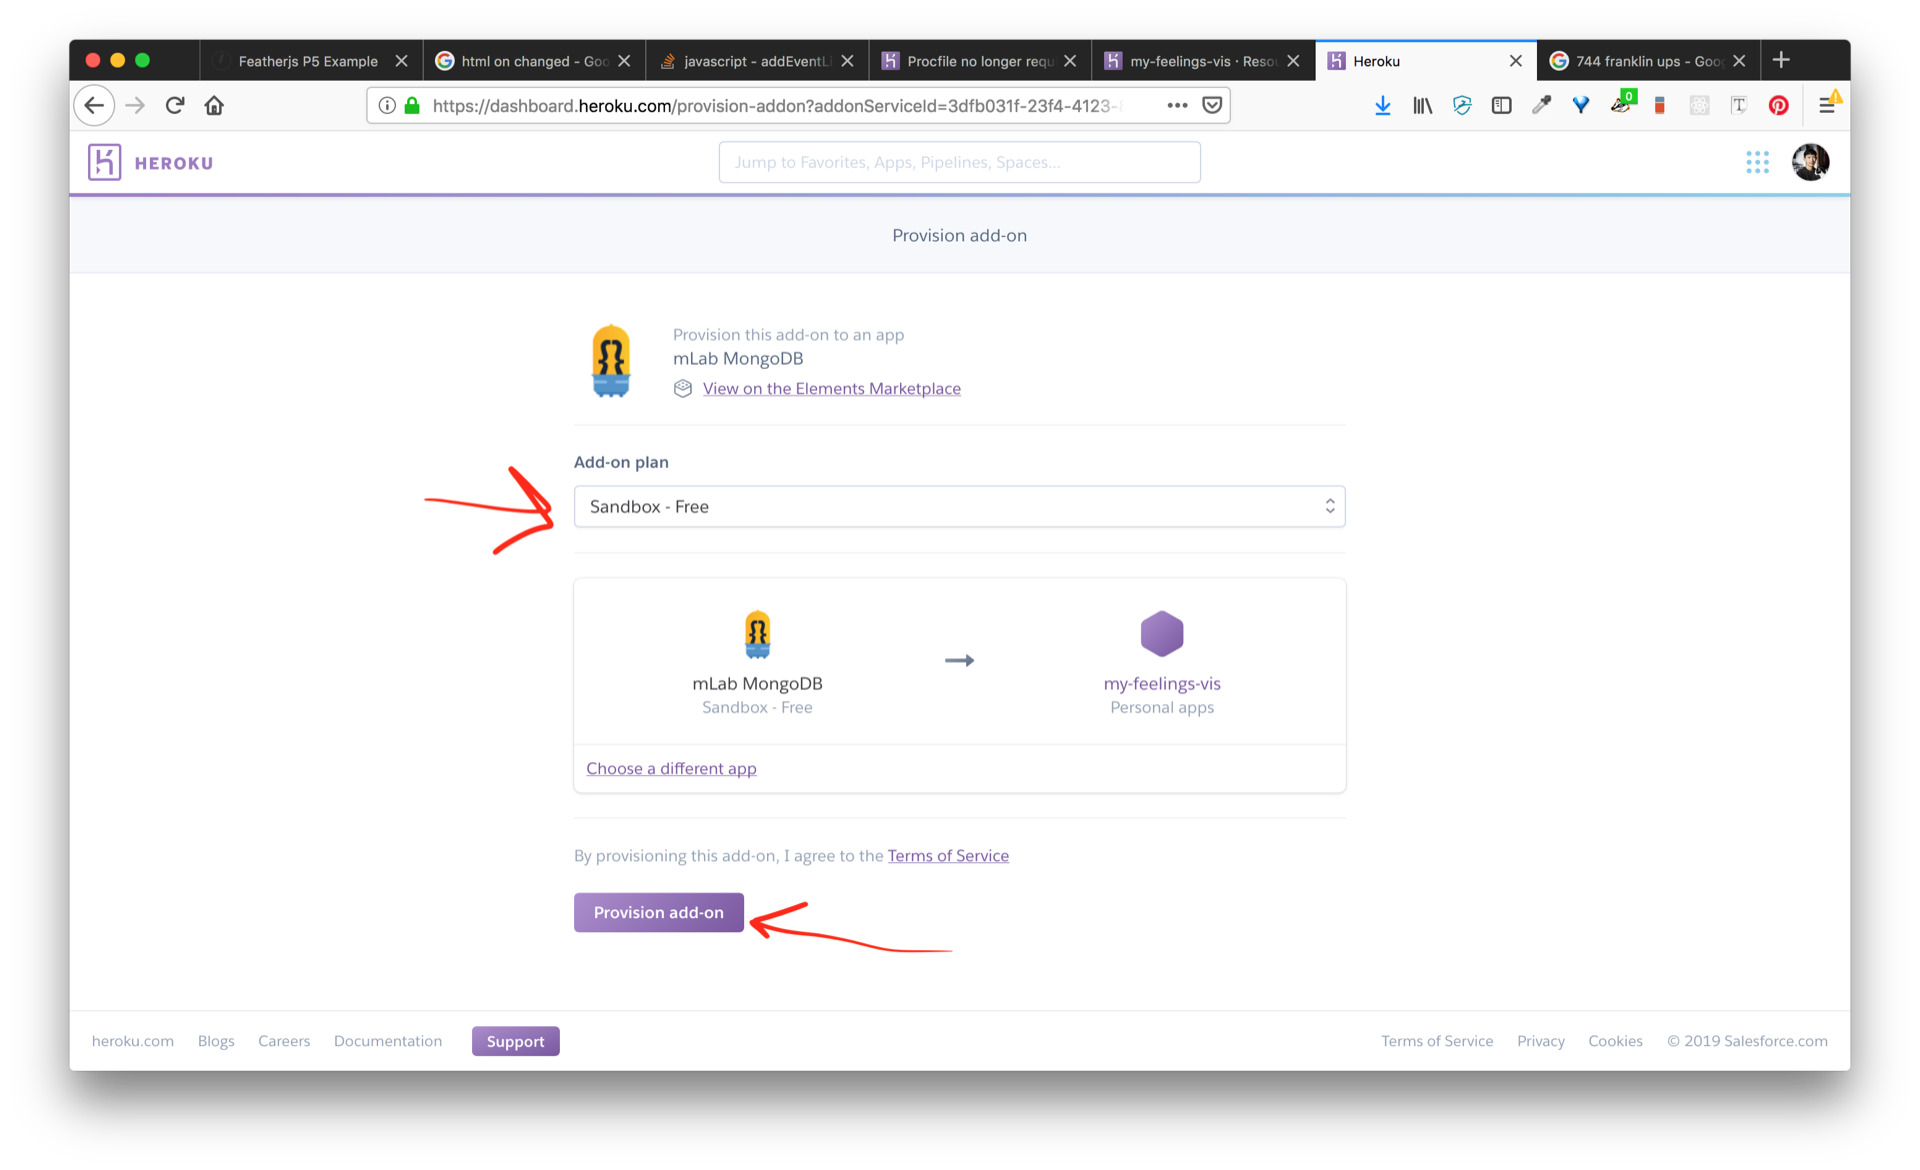 Featherjs P5 Example
html on changed - Goo
javascript - addEventLi
Procfile no longer requ
my-feelings-vis · Resou
Heroku
744 franklin ups - Goog
https://dashboard.heroku.com/provision-addon?addonServiceId=3dfb031f-23f4-4123-
0
HEROKU
Jump to Favorites, Apps, Pipelines, Spaces...
Provision add-on
Provision this add-on to an app
mLab MongoDB
View on the Elements Marketplace
Add-on plan
Sandbox - Free
mLab MongoDB
Sandbox - Free
my-feelings-vis
Personal apps
Choose a different app
By provisioning this add-on, I agree to the Terms of Service
Provision add-on
heroku.com Blogs Careers Documentation Support
Terms of Service Privacy Cookies © 2019 Salesforce.com